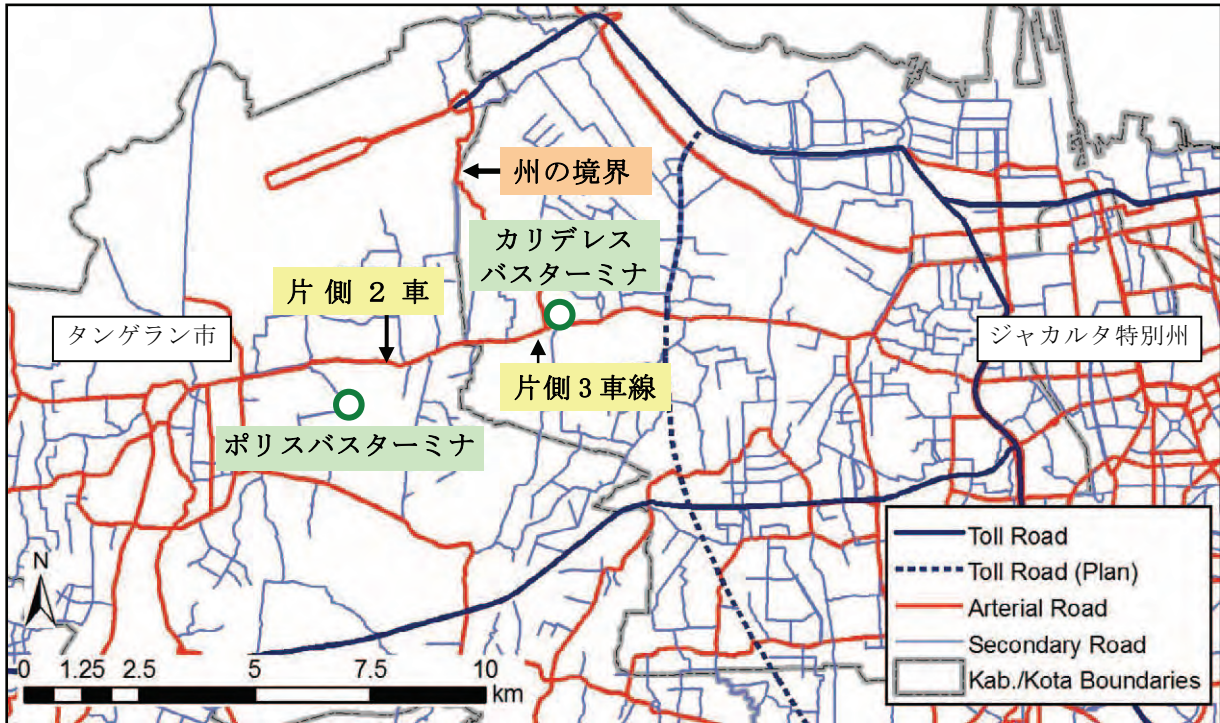 州の境界
カリデレス
バスターミナ
片側２車
タンゲラン市
ジャカルタ特別州
片側３車線
ポリスバスターミナ
Toll Road
Toll Road (Plan)
Arterial Road
Secondary Road
Kab./Kota Boundaries
N
0 1.25 2.5 5 7.5 10
km